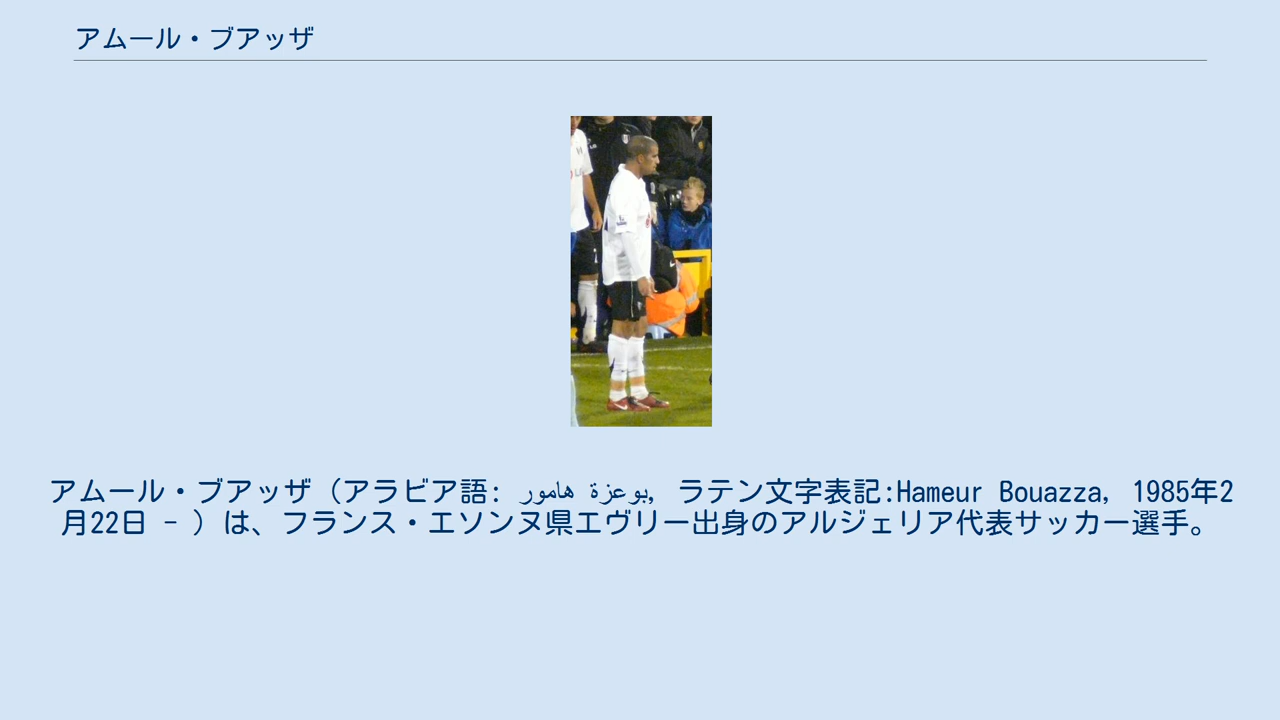 アムール・ブアッザ
アムール・ブアッザ（アラビア語: بوعزة هامور, ラテン文字表記:Hameur Bouazza, 1985年2
月22日 - ）は、フランス・エソンヌ県エヴリー出身のアルジェリア代表サッカー選手。